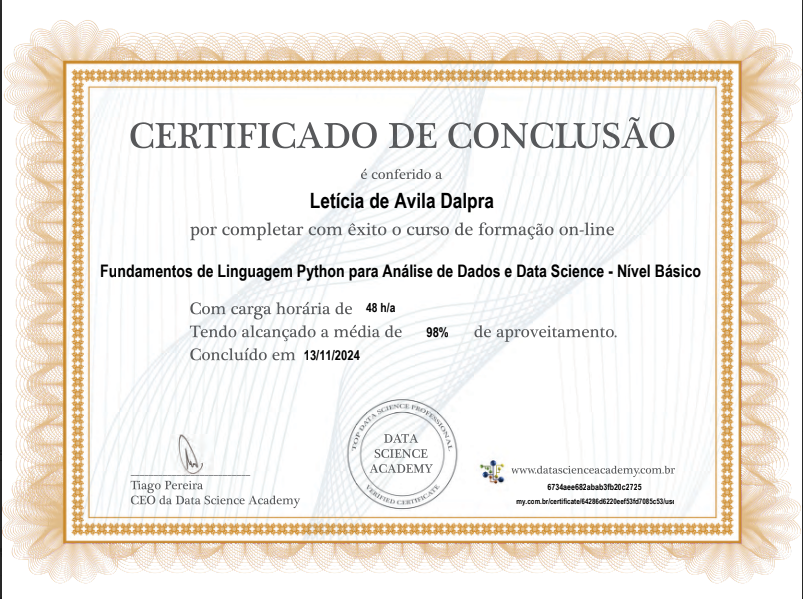 CERTIFICADO DE CONCLUSÃO
é conferido a
Letícia de Avila Dalpra
por completar com êxito o curso de formação on-line
Fundamentos de Linguagem Python para Análise de Dados e Data Science - Nível Básico
Com carga horária de 48 h/a
Tendo alcançado a média de 98% de aproveitamento.
Concluído em 13/11/2024
TOP DATA SCIENCE PROFESSIONAL
DATA
SCIENCE
ACADEMY
VERIFIED CERTIFICATE
Tiago Pereira
CEO da Data Science Academy
www.datascienceacademy.com.br
6734aee682abab3fb20c2725
my.com.br/certificate/64286d6220eef53fd7085c53/use